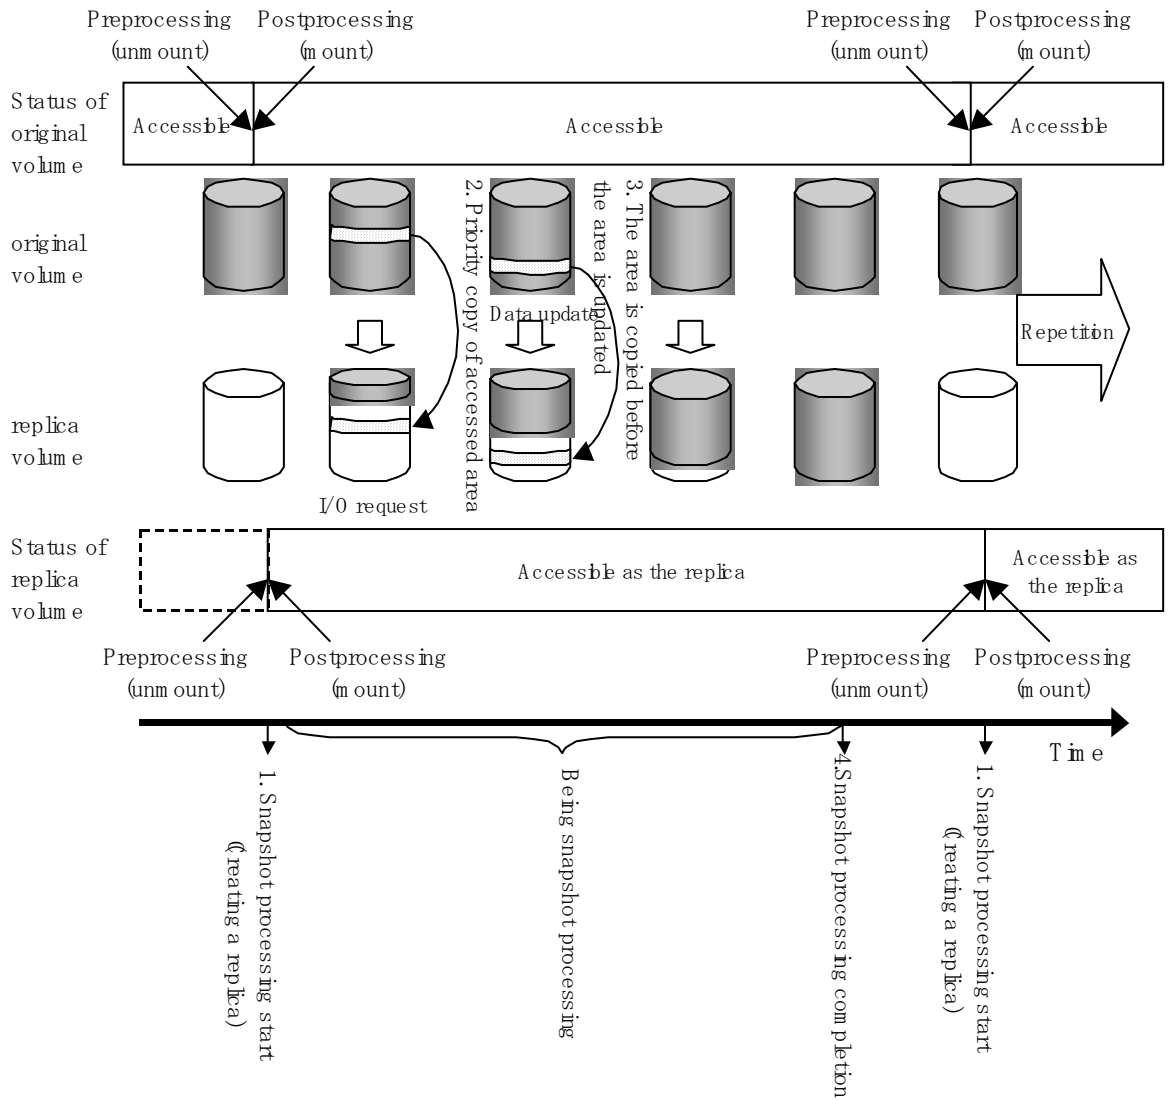 Preprocessing
(unmount)
Postprocessing
(mount)
Preprocessing
(unmount)
Postprocessing
(mount)
Status of
original
volume
Accessible
Accessible
Accessible
original
volume
2. Priority copy of accessed area
3. The area is copied before
the area is updated
Data update
Repetition
replica
volume
I/O request
Status of
replica
volume
Accessible as the replica
Accessible as
the replica
Preprocessing
(unmount)
Postprocessing
(mount)
Preprocessing
(unmount)
Postprocessing
(mount)
Time
1. Snapshot processing start
(Creating a replica)
Being snapshot processing
4.Snapshot processing completion
1. Snapshot processing start
(Creating a replica)